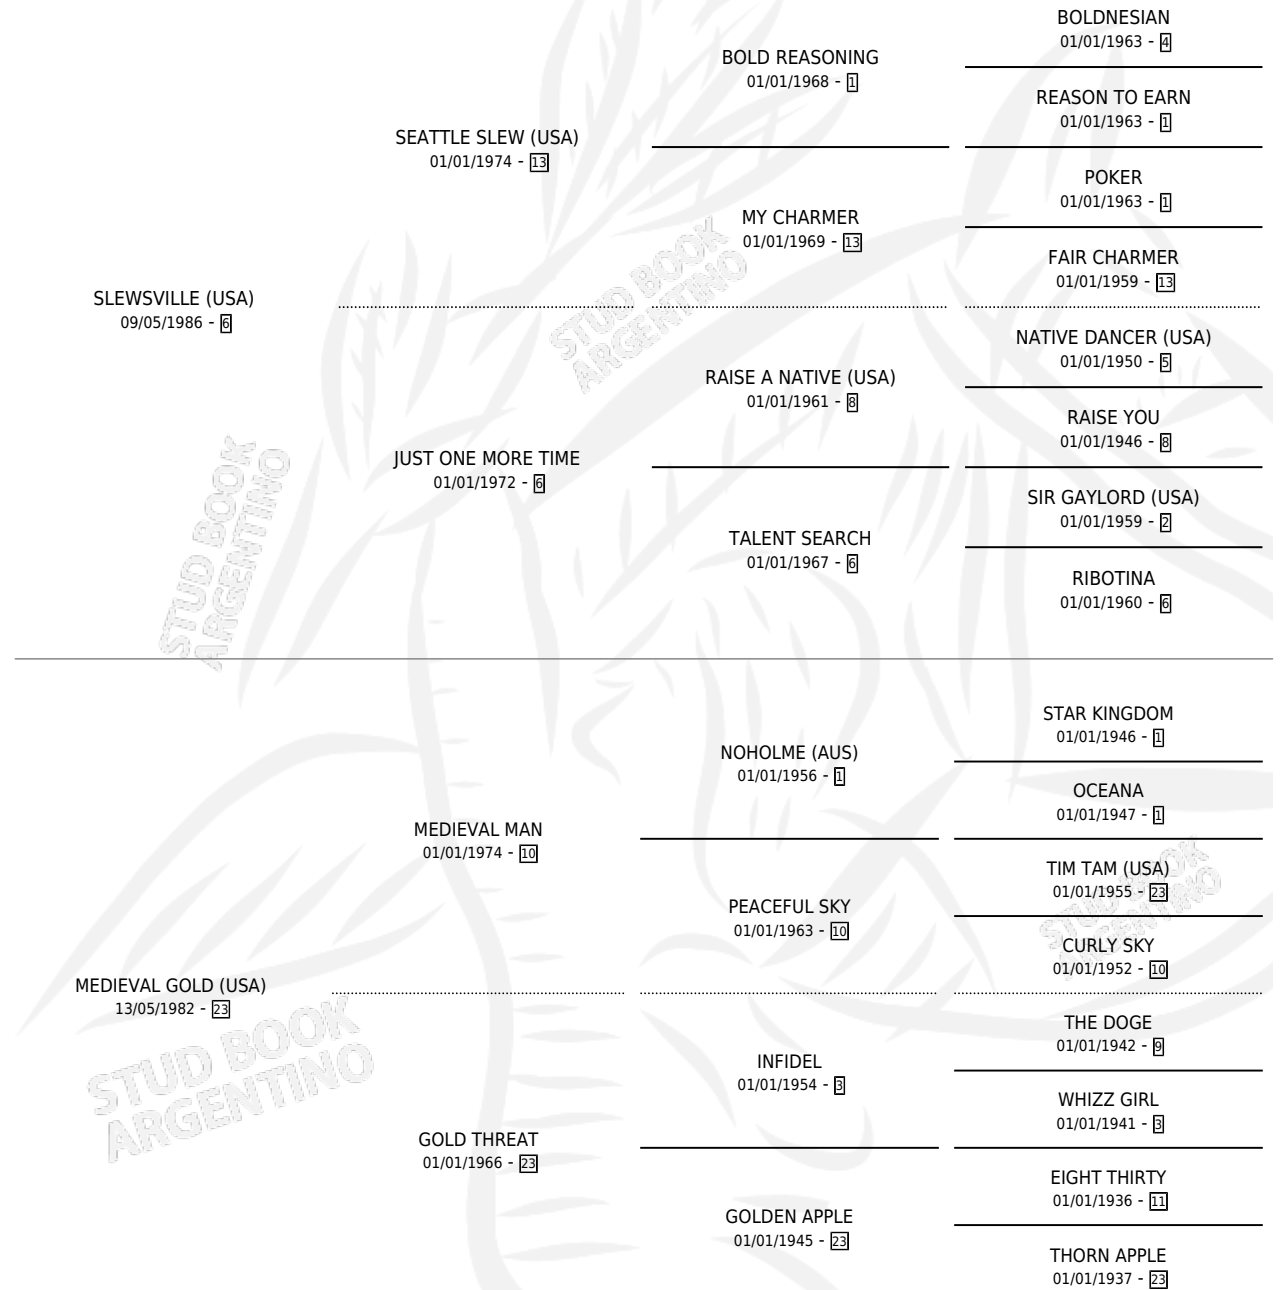 BOLDNESIAN
01/01/1963 - 4
BOLD REASONING
01/01/1968 - 1
REASON TO EARN
01/01/1963 - 1
SEATTLE SLEW (USA)
01/01/1974 - 13
POKER
01/01/1963 - 1
MY CHARMER
01/01/1969 - 13
FAIR CHARMER
01/01/1959 - 13
SLEWSVILLE (USA)
09/05/1986 - 6
NATIVE DANCER (USA)
01/01/1950 - 5
RAISE A NATIVE (USA)
01/01/1961 - 8
RAISE YOU
01/01/1946 - 8
JUST ONE MORE TIME
01/01/1972 - 6
SIR GAYLORD (USA)
01/01/1959 - 2
TALENT SEARCH
01/01/1967 - 6
RIBOTINA
01/01/1960 - 6
STUD BOOK
ARGENTINO
STUD BOOK
ARGENTINO
STAR KINGDOM
01/01/1946 - 1
NOHOLME (AUS)
01/01/1956 - 1
OCEANA
01/01/1947 - 1
MEDIEVAL MAN
01/01/1974 - 10
TIM TAM (USA)
01/01/1955 - 23
PEACEFUL SKY
01/01/1963 - 10
CURLY SKY
01/01/1952 - 10
STUD BOOK
ARGENTINO
MEDIEVAL GOLD (USA)
13/05/1982 - 23
THE DOGE
01/01/1942 - 9
INFIDEL
01/01/1954 - 3
WHIZZ GIRL
01/01/1941 - 3
STUD BOOK
ARGENTINO
GOLD THREAT
01/01/1966 - 23
EIGHT THIRTY
01/01/1936 - 11
GOLDEN APPLE
01/01/1945 - 23
THORN APPLE
01/01/1937 - 23